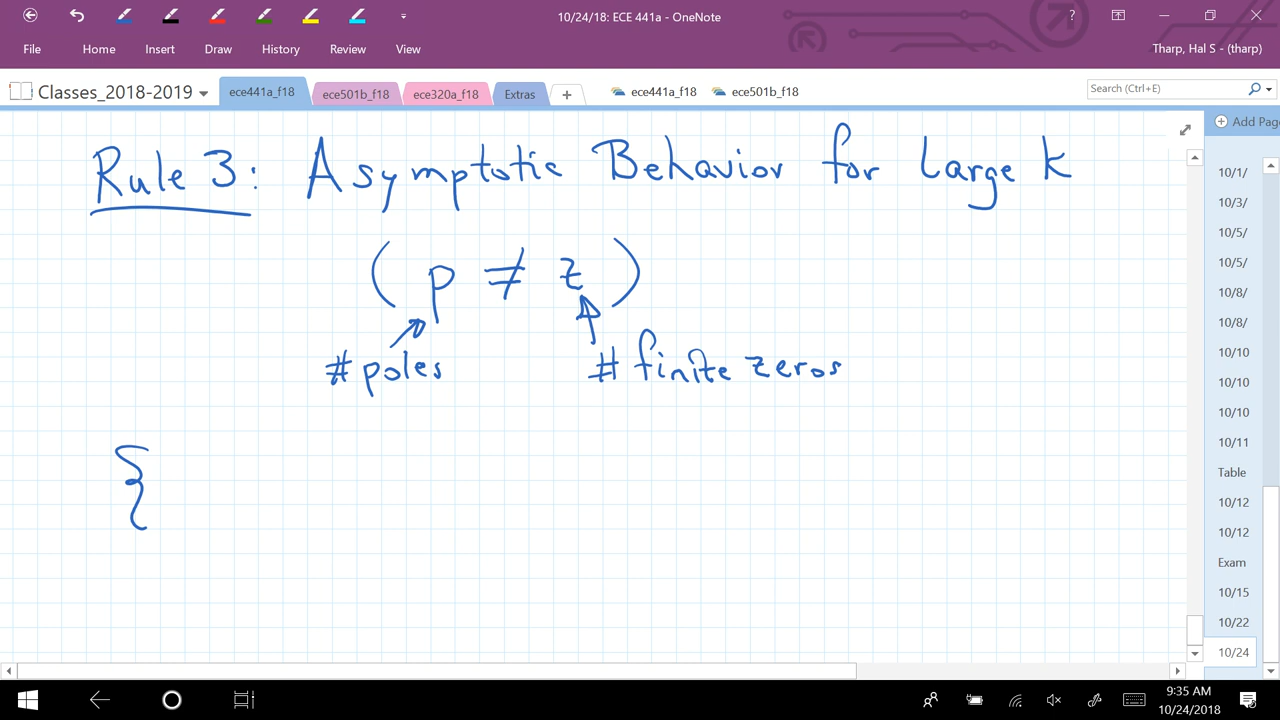 10/24/18: ECE 441a - OneNote
?
File Home Insert Draw History Review View
Tharp, Hal S - (tharp)
Classes_2018-2019
ece441a_f18
ece501b_f18
ece320a_f18
Extras
+
ece441a_f18
ece501b_f18
Search (Ctrl+E)
Add Page
Rule 3: Asymptotic Behavior for Large K
( p ≠ z )
# poles
# finite zeros
{
10/1/
10/3/
10/5/
10/5/
10/8/
10/8/
10/10
10/10
10/10
10/11
Table
10/12
10/12
Exam
10/15
10/22
10/24
9:35 AM
10/24/2018